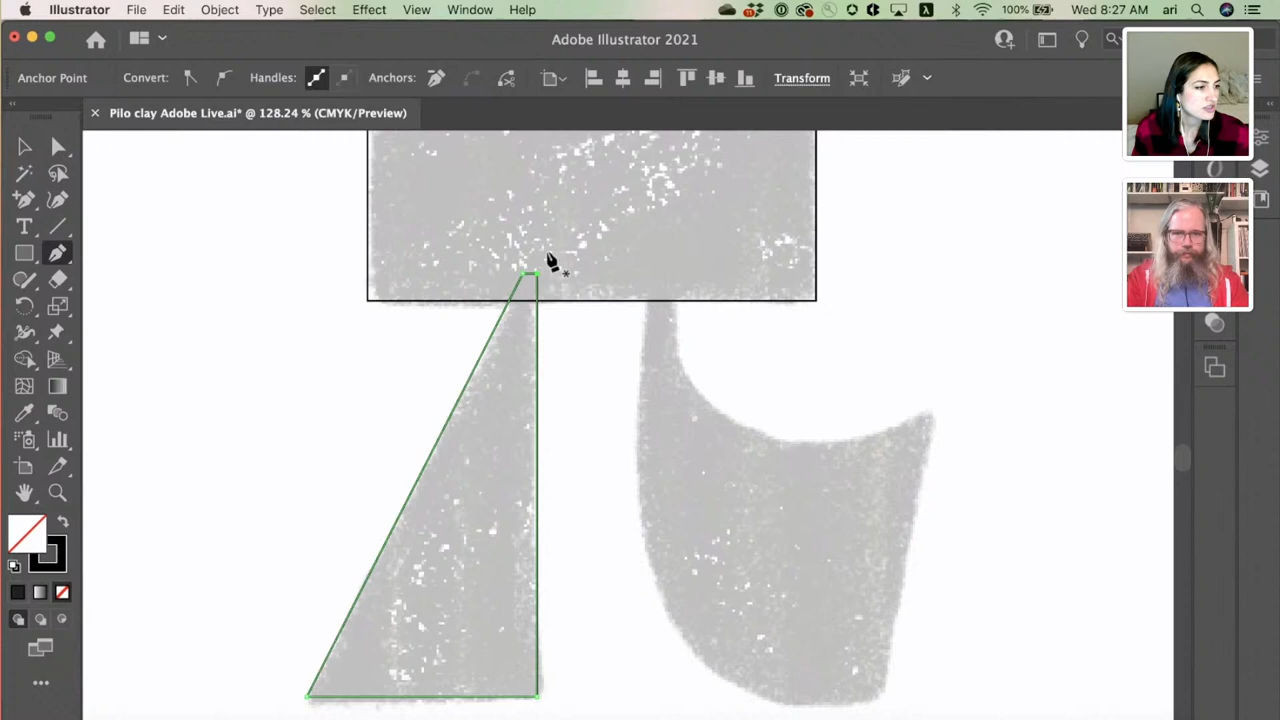 Illustrator File Edit Object Type Select Effect View Window Help 11 100% Wed 8:27 AM ari
Adobe Illustrator 2021
Anchor Point Convert: Handles: Anchors: Transform
Pilo clay Adobe Live.ai* @ 128.24 % (CMYK/Preview)